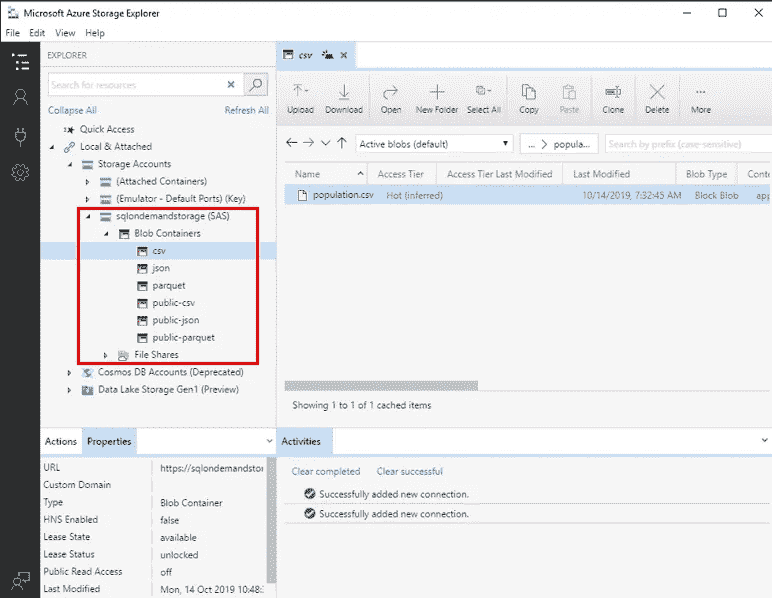 Microsoft Azure Storage Explorer
File Edit View Help
EXPLORER
Search for resources
Collapse All Refresh All
Quick Access
Local & Attached
Storage Accounts
(Attached Containers)
(Emulator - Default Ports) (Key)
sqlondemandstorage (SAS)
Blob Containers
csv
json
parquet
public-csv
public-json
public-parquet
File Shares
Cosmos DB Accounts (Deprecated)
Data Lake Storage Gen1 (Preview)
csv
Upload Download Open New Folder Select All Copy Paste Clone Delete More
Active blobs (default) ... popula... Search by prefix (case-sensitive)
Name Access Tier Access Tier Last Modified Last Modified Blob Type Conte
population.csv Hot (inferred) 10/14/2019, 7:32:45 AM Block Blob app
Showing 1 to 1 of 1 cached items
Actions Properties
URL https://sqlondemandstor
Custom Domain
Type Blob Container
HNS Enabled false
Lease State available
Lease Status unlocked
Public Read Access off
Last Modified Mon, 14 Oct 2019 10:48:
Activities
Clear completed Clear successful
Successfully added new connection.
Successfully added new connection.